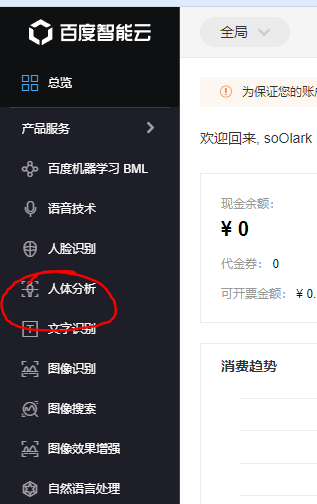 百度智能云
全局
总览
为保证您的账
产品服务
欢迎回来, soOlark
百度机器学习 BML
现金余额:
语音技术
¥ 0
人脸识别
代金券: 0
人体分析
可开票金额: ¥ 0.
文字识别
图像识别
消费趋势
图像搜索
图像效果增强
自然语言处理